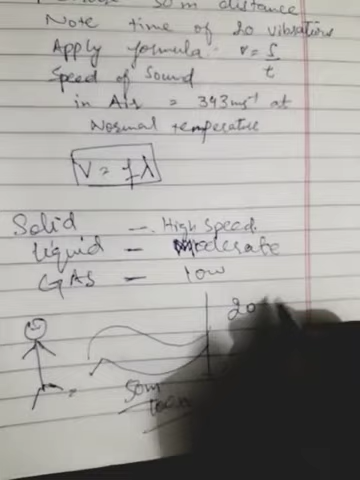 50m distance
Note time of 20 vibrations
Apply formula. v = S/t
Speed of Sound
in Air = 343ms⁻¹ at
Normal temperature
V = fλ
Solid - High Speed.
liquid - Moderate
GAS - low
20
50m